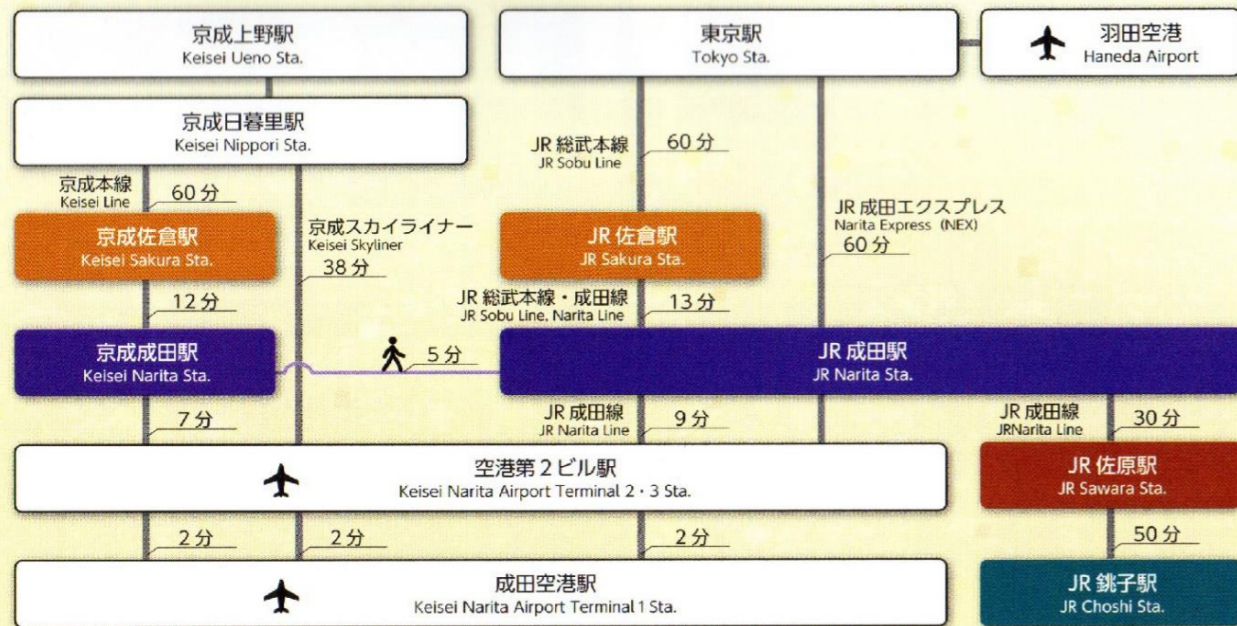 京成上野駅
Keisei Ueno Sta.
東京駅
Tokyo Sta.
羽田空港
Haneda Airport
京成日暮里駅
Keisei Nippori Sta.
京成本線
Keisei Line
60分
JR 総武本線
JR Sobu Line
60分
京成スカイライナー
Keisei Skyliner
38分
JR 成田エクスプレス
Narita Express (NEX)
60分
京成佐倉駅
Keisei Sakura Sta.
JR 佐倉駅
JR Sakura Sta.
12分
JR 総武本線・成田線
JR Sobu Line, Narita Line
13分
京成成田駅
Keisei Narita Sta.
5分
JR 成田駅
JR Narita Sta.
7分
JR 成田線
JR Narita Line
9分
JR 成田線
JRNarita Line
30分
空港第2ビル駅
Keisei Narita Airport Terminal 2・3 Sta.
JR 佐原駅
JR Sawara Sta.
2分
2分
2分
50分
成田空港駅
Keisei Narita Airport Terminal 1 Sta.
JR 銚子駅
JR Choshi Sta.